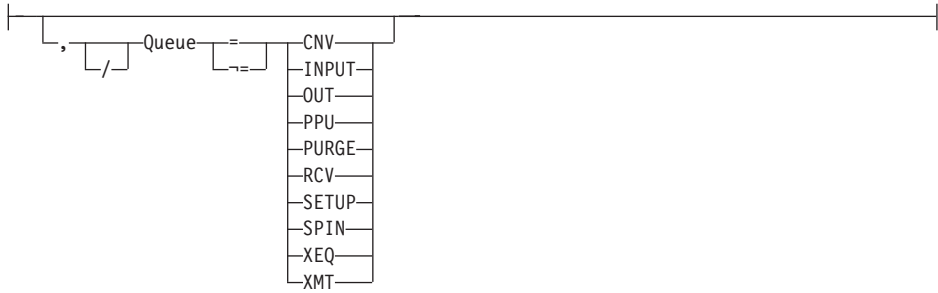 , / Queue = CNV
¬= INPUT
OUT
PPU
PURGE
RCV
SETUP
SPIN
XEQ
XMT